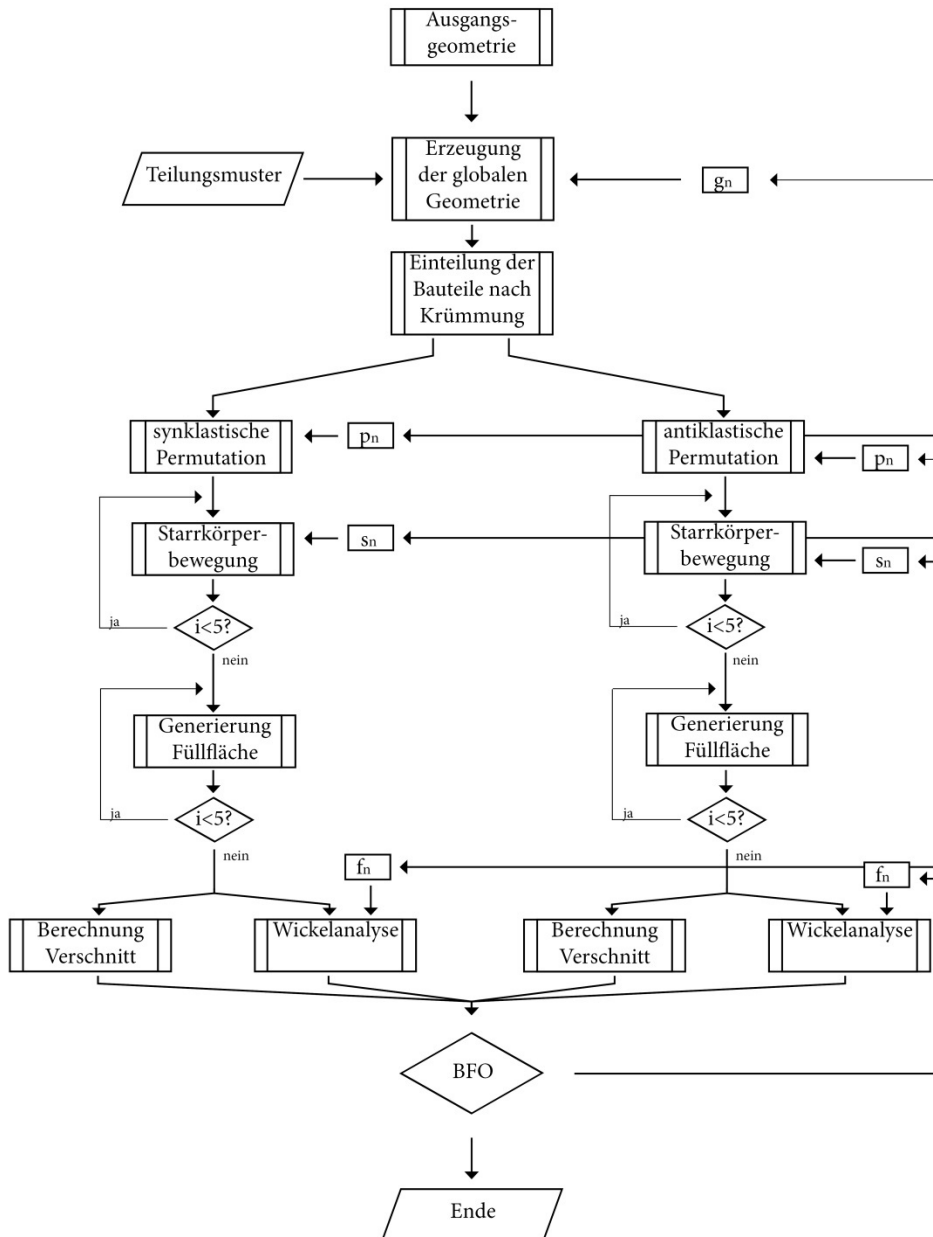 Ausgangs-
geometrie
Teilungsmuster
Erzeugung
der globalen
Geometrie
gn
Einteilung der
Bauteile nach
Krümmung
synklastische
Permutation
pn
antiklastische
Permutation
pn
Starrkörper-
bewegung
sn
Starrkörper-
bewegung
sn
ja
i<5?
nein
ja
i<5?
nein
Generierung
Füllfläche
Generierung
Füllfläche
ja
i<5?
nein
ja
i<5?
nein
fn
fn
Berechnung
Verschnitt
Wickelanalyse
Berechnung
Verschnitt
Wickelanalyse
BFO
Ende